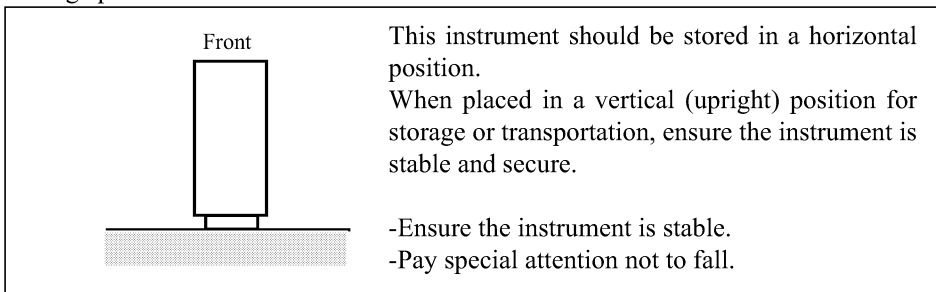 Front
This instrument should be stored in a horizontal
position.
When placed in a vertical (upright) position for
storage or transportation, ensure the instrument is
stable and secure.
-Ensure the instrument is stable.
-Pay special attention not to fall.